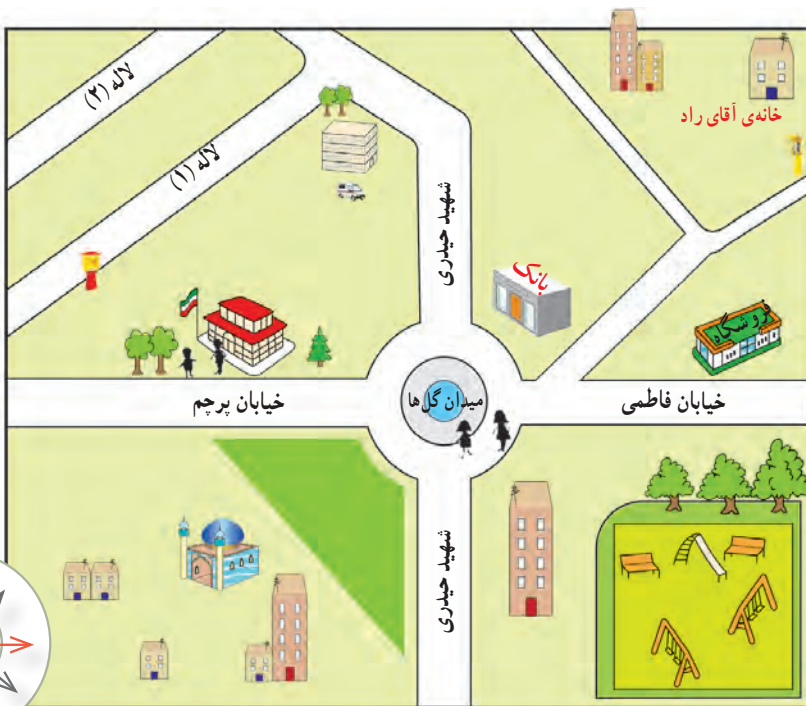 خانه‌ی آقای راد
لاله (۲)
لاله (۱)
شهید حیدری
بانک
فروشگاه
خیابان فاطمی
میدان گل‌ها
خیابان پرچم
شهید حیدری